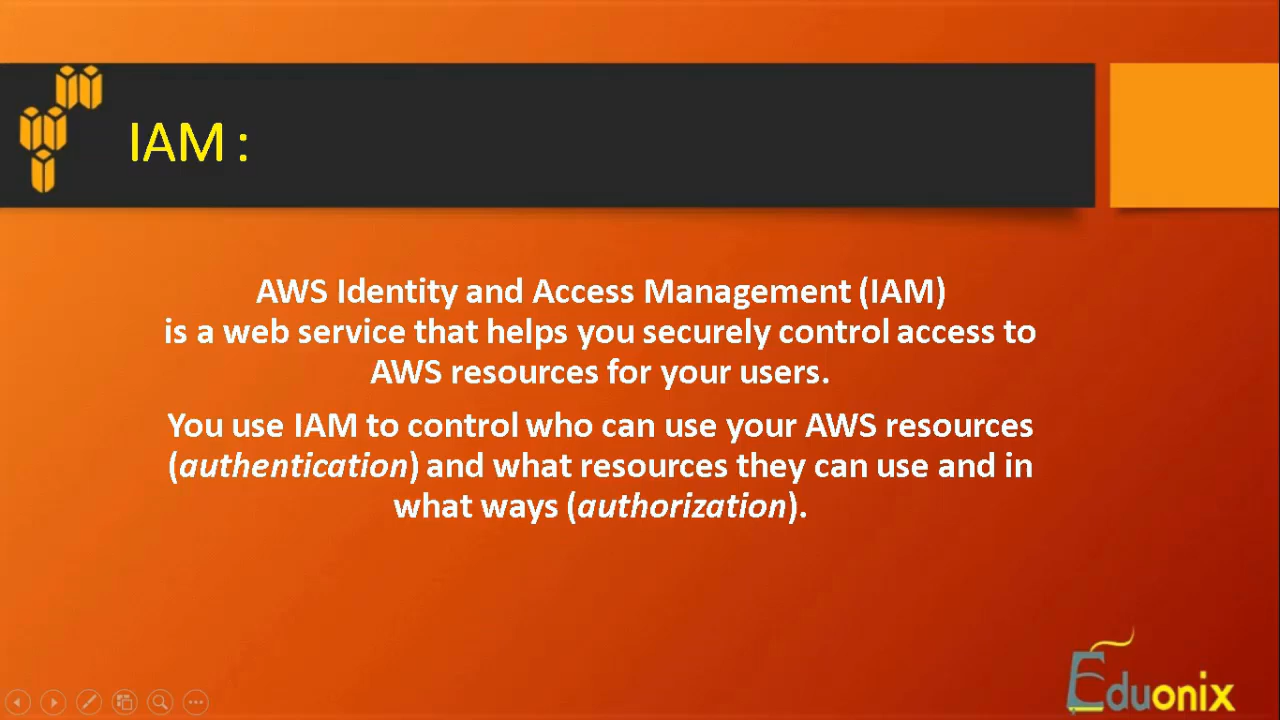 IAM :
AWS Identity and Access Management (IAM)
is a web service that helps you securely control access to
AWS resources for your users.
You use IAM to control who can use your AWS resources
(authentication) and what resources they can use and in
what ways (authorization).
Eduonix